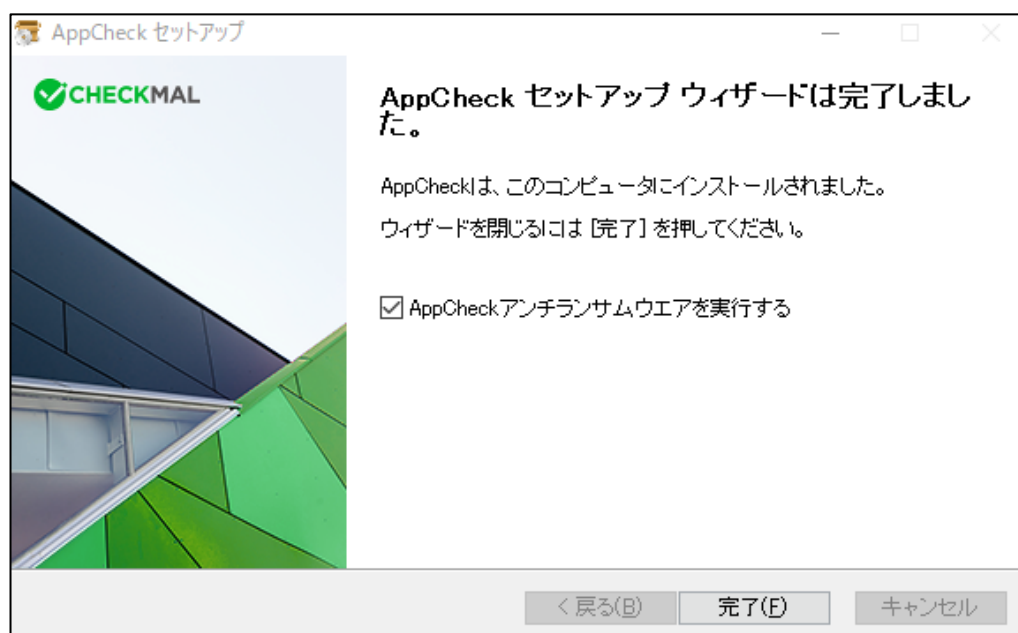 AppCheck セットアップ
CHECKMAL
AppCheck セットアップ ウィザードは完了しまし
た。
AppCheckは、このコンピュータにインストールされました。
ウィザードを閉じるには [完了] を押してください。
AppCheckアンチランサムウエアを実行する
< 戻る(B)
完了(F)
キャンセル